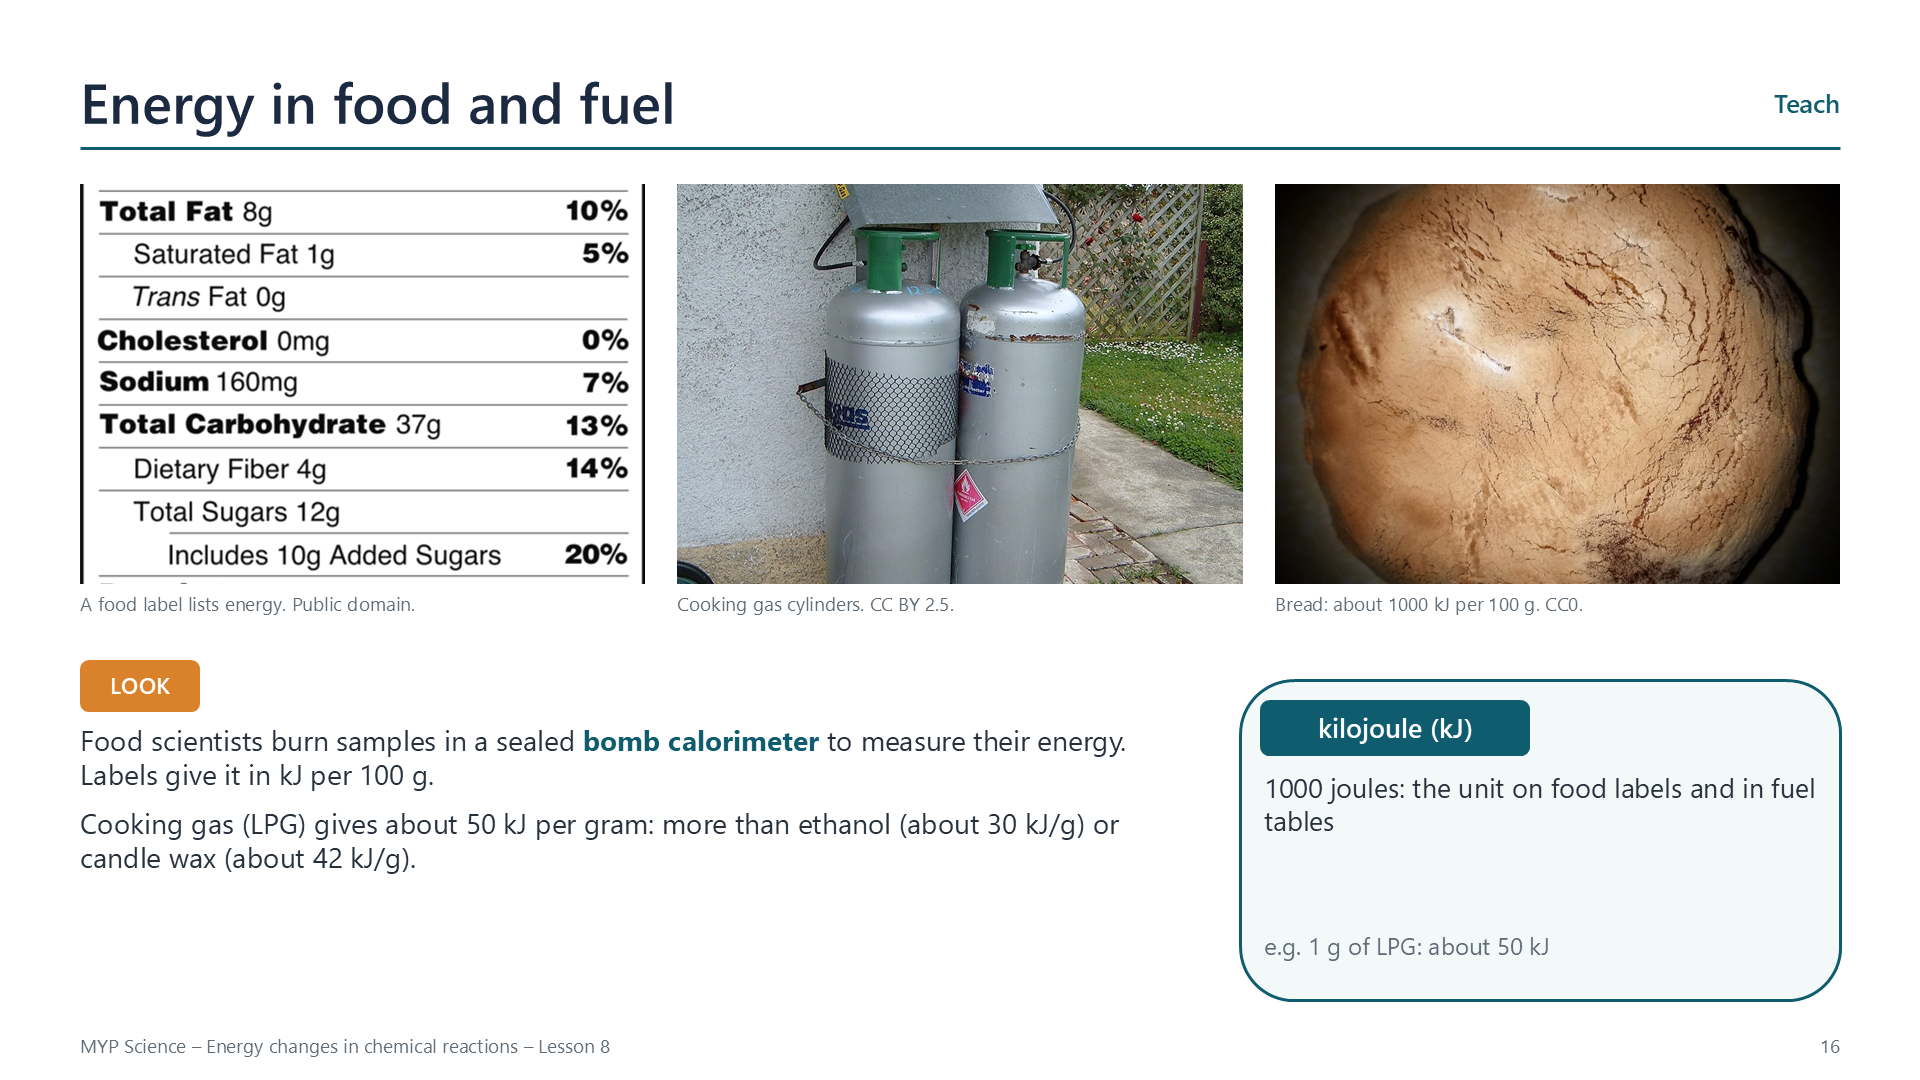 Energy in food and fuel
Teach
Total Fat 8g 10%
Saturated Fat 1g 5%
Trans Fat 0g
Cholesterol 0mg 0%
Sodium 160mg 7%
Total Carbohydrate 37g 13%
Dietary Fiber 4g 14%
Total Sugars 12g
Includes 10g Added Sugars 20%
A food label lists energy. Public domain.
Cooking gas cylinders. CC BY 2.5.
Bread: about 1000 kJ per 100 g. CC0.
LOOK
Food scientists burn samples in a sealed bomb calorimeter to measure their energy.
Labels give it in kJ per 100 g.
Cooking gas (LPG) gives about 50 kJ per gram: more than ethanol (about 30 kJ/g) or
candle wax (about 42 kJ/g).
kilojoule (kJ)
1000 joules: the unit on food labels and in fuel
tables
e.g. 1 g of LPG: about 50 kJ
MYP Science – Energy changes in chemical reactions – Lesson 8
16